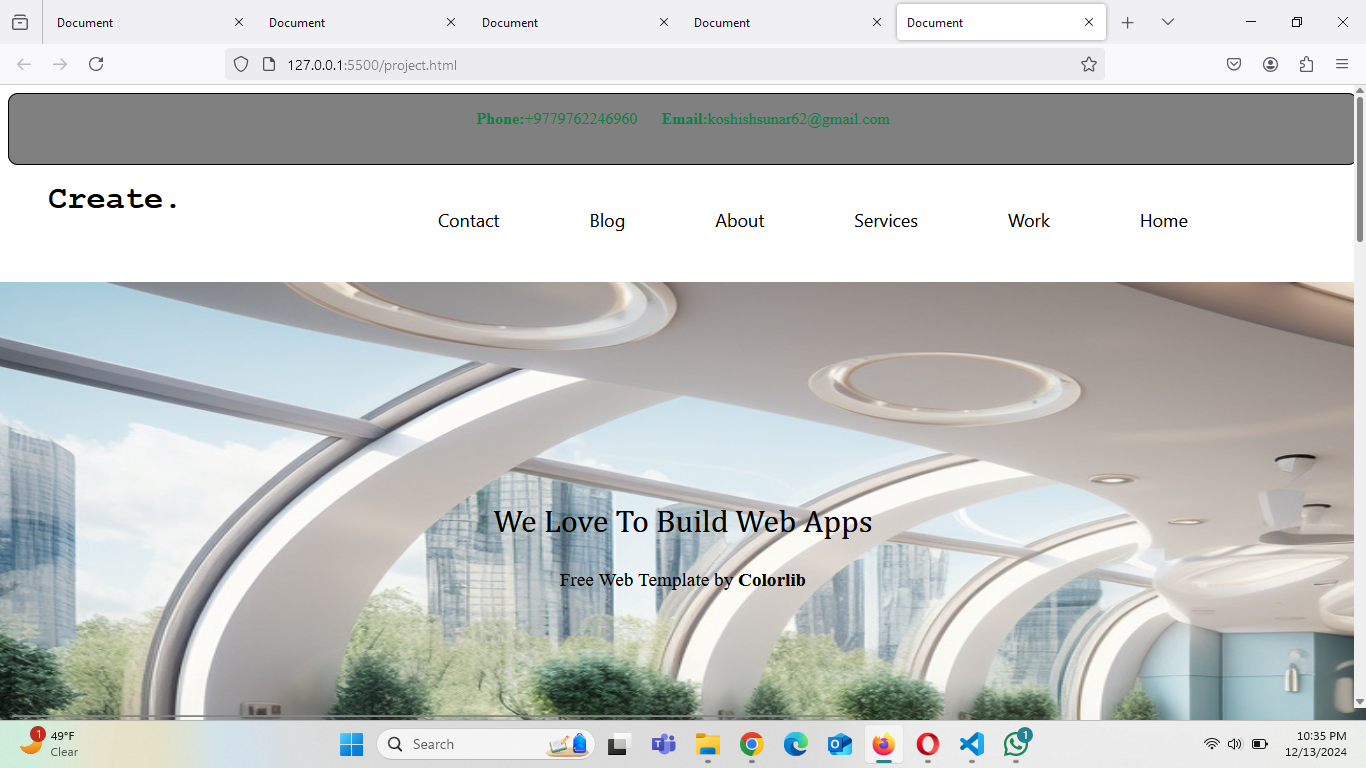 Document Document Document Document Document
127.0.0.1:5500/project.html
Phone:+9779762246960 Email:koshishsunar62@gmail.com
Create.
Contact Blog About Services Work Home
We Love To Build Web Apps
Free Web Template by Colorlib
1
49°F
Clear
Search
1
10:35 PM
12/13/2024